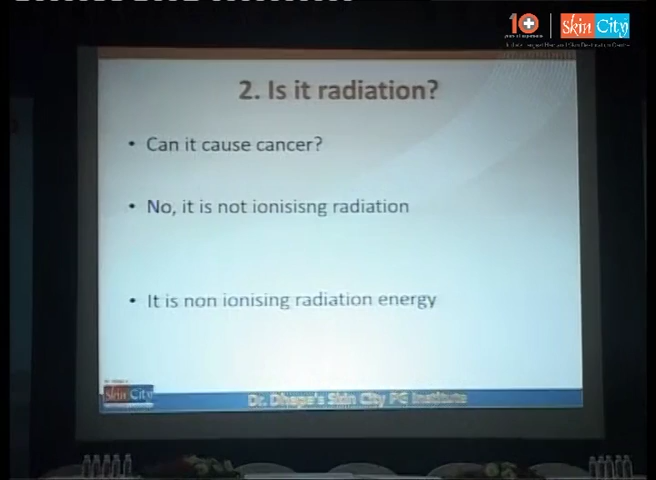 10
Skin City
2. Is it radiation?
• Can it cause cancer?
• No, it is not ionisisng radiation
• It is non ionising radiation energy
Skin City
Dr. Dhepe's Skin City PG Institute